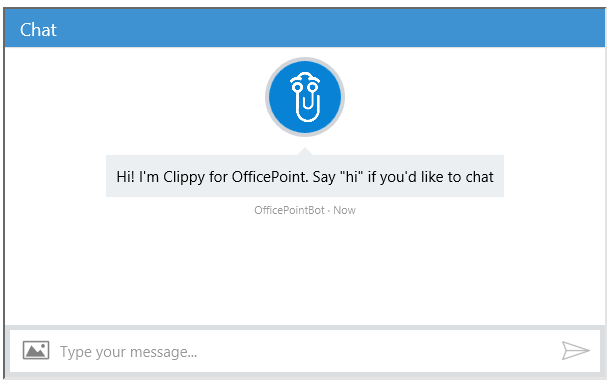 Chat
Hi! I'm Clippy for OfficePoint. Say "hi" if you'd like to chat
OfficePointBot · Now
Type your message...